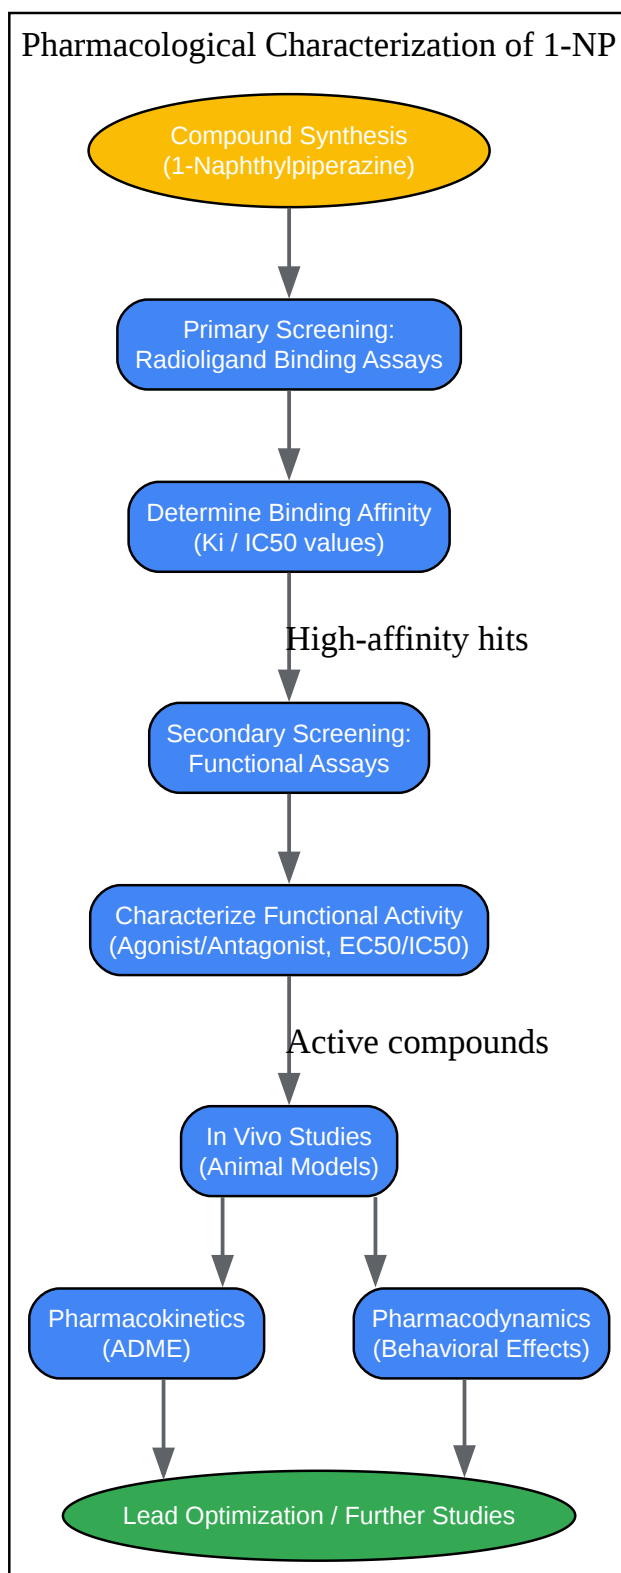 Pharmacological Characterization of 1-NP
Compound Synthesis
(1-Naphthylpiperazine)
Primary Screening:
Radioligand Binding Assays
Determine Binding Affinity
(Ki / IC50 values)
High-affinity hits
Secondary Screening:
Functional Assays
Characterize Functional Activity
(Agonist/Antagonist, EC50/IC50)
Active compounds
In Vivo Studies
(Animal Models)
Pharmacokinetics
(ADME)
Pharmacodynamics
(Behavioral Effects)
Lead Optimization / Further Studies